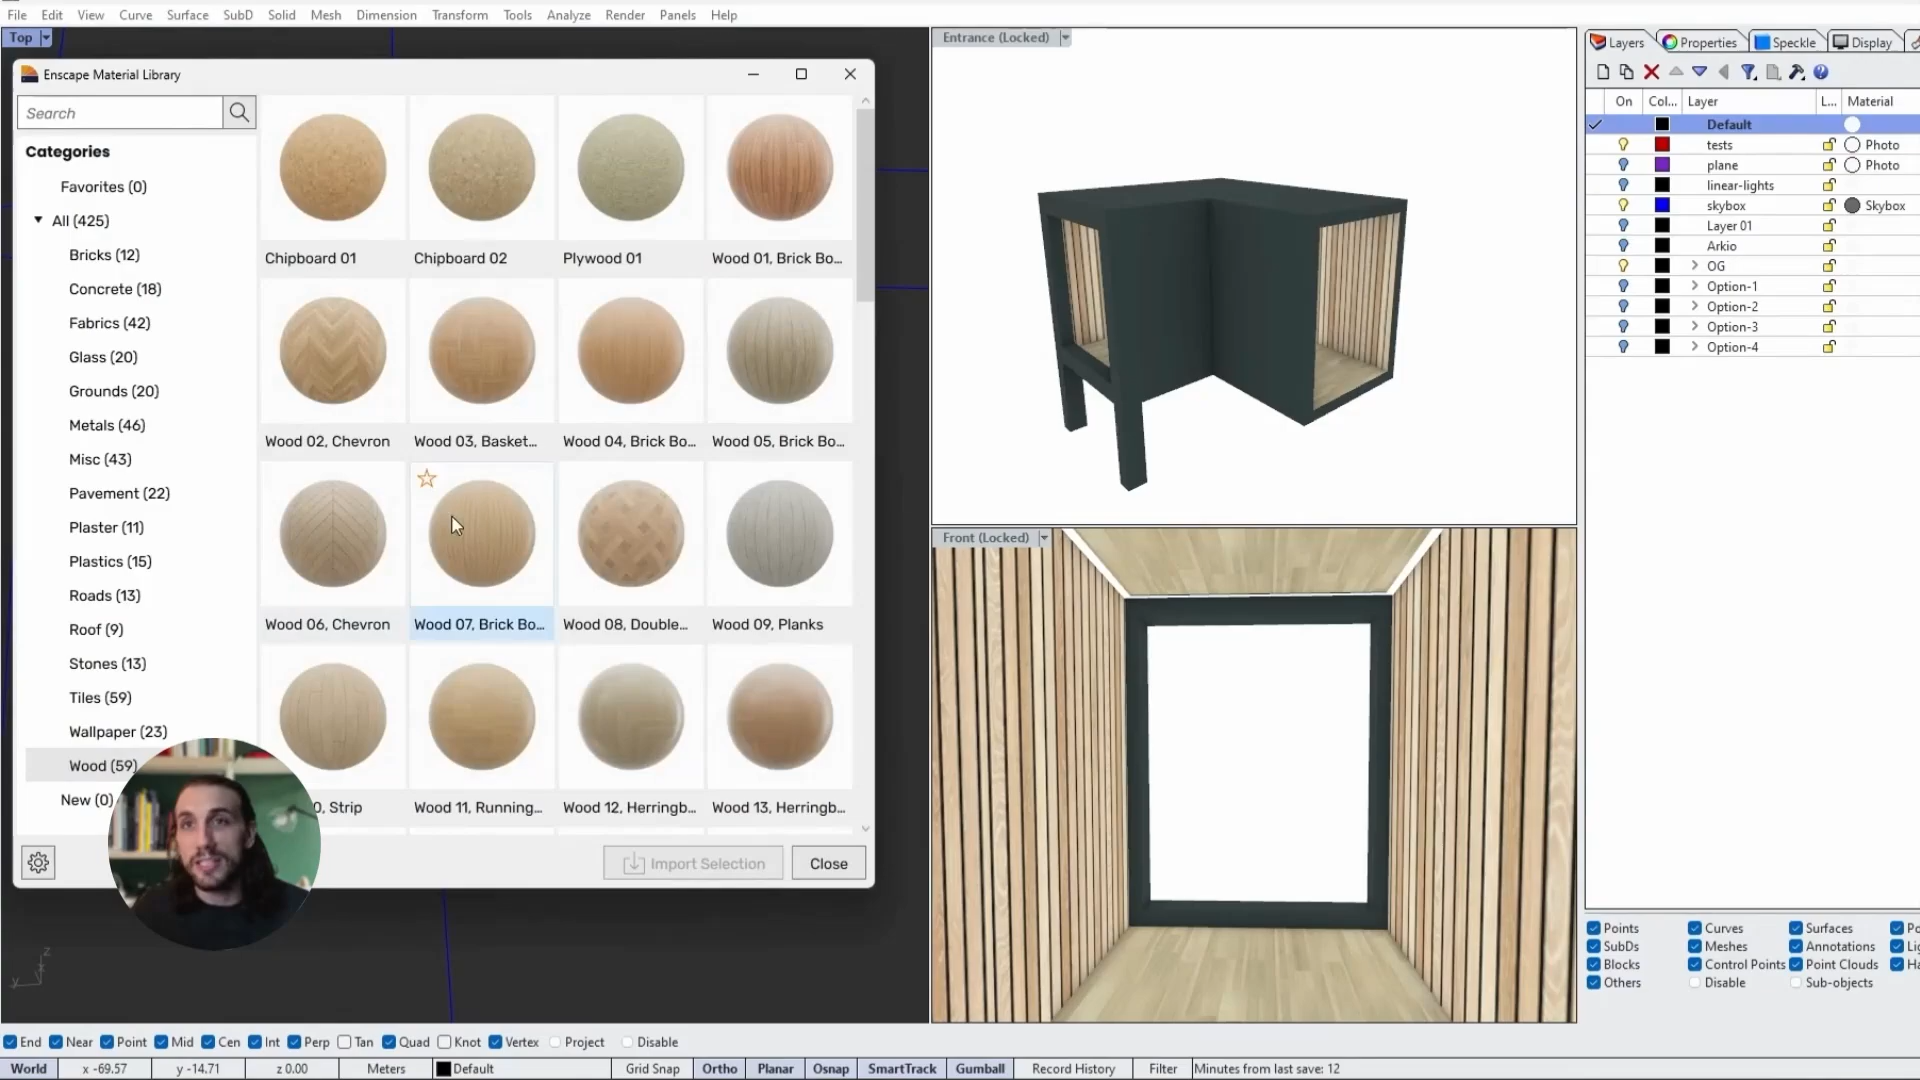 File Edit View Curve Surface SubD Solid Mesh Dimension Transform Tools Analyze Render Panels Help
Top
Enscape Material Library
Search
Categories
Favorites (0)
All (425)
Bricks (12)
Concrete (18)
Fabrics (42)
Glass (20)
Grounds (20)
Metals (46)
Misc (43)
Pavement (22)
Plaster (11)
Plastics (15)
Roads (13)
Roof (9)
Stones (13)
Tiles (59)
Wallpaper (23)
Wood (59)
New (0)
Chipboard 01 Chipboard 02 Plywood 01 Wood 01, Brick Bo...
Wood 02, Chevron Wood 03, Basket... Wood 04, Brick Bo... Wood 05, Brick Bo...
Wood 06, Chevron Wood 07, Brick Bo... Wood 08, Double... Wood 09, Planks
0, Strip Wood 11, Running... Wood 12, Herringb... Wood 13, Herringb...
Import Selection Close
Entrance (Locked)
Front (Locked)
z
Layers Properties Speckle Display
On Col... Layer L... Material
Default
tests Photo
plane Photo
linear-lights
skybox Skybox
Layer 01
Arkio
OG
Option-1
Option-2
Option-3
Option-4
Points Curves Surfaces Po
SubDs Meshes Annotations Lig
Blocks Control Points Point Clouds Ha
Others Disable Sub-objects
End Near Point Mid Cen Int Perp Tan Quad Knot Vertex Project Disable
World x -69.57 y -14.71 z 0.00 Meters Default Grid Snap Ortho Planar Osnap SmartTrack Gumball Record History Filter Minutes from last save: 12